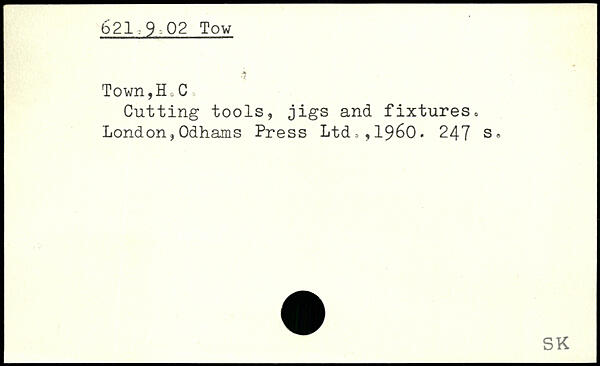 621.9.02 Tow
Town,H.C.
Cutting tools, jigs and fixtures.
London,Odhams Press Ltd.,1960. 247 s.
SK